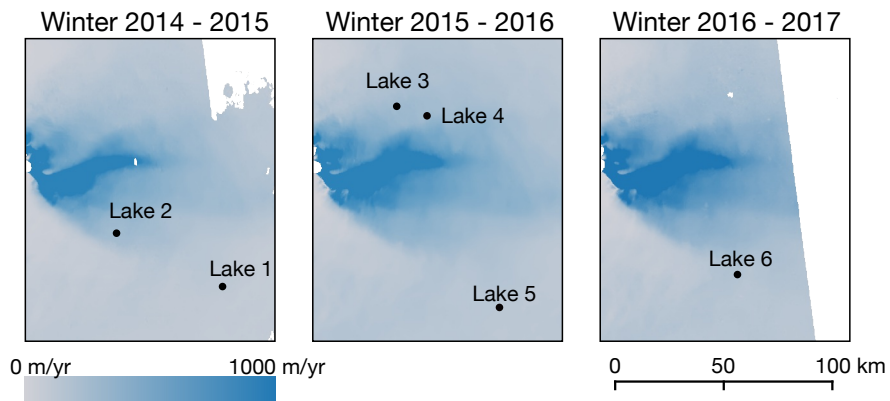 Winter 2014 - 2015
Winter 2015 - 2016
Winter 2016 - 2017
Lake 3
Lake 4
Lake 2
Lake 1
Lake 5
Lake 6
0 m/yr
1000 m/yr
0
50
100 km